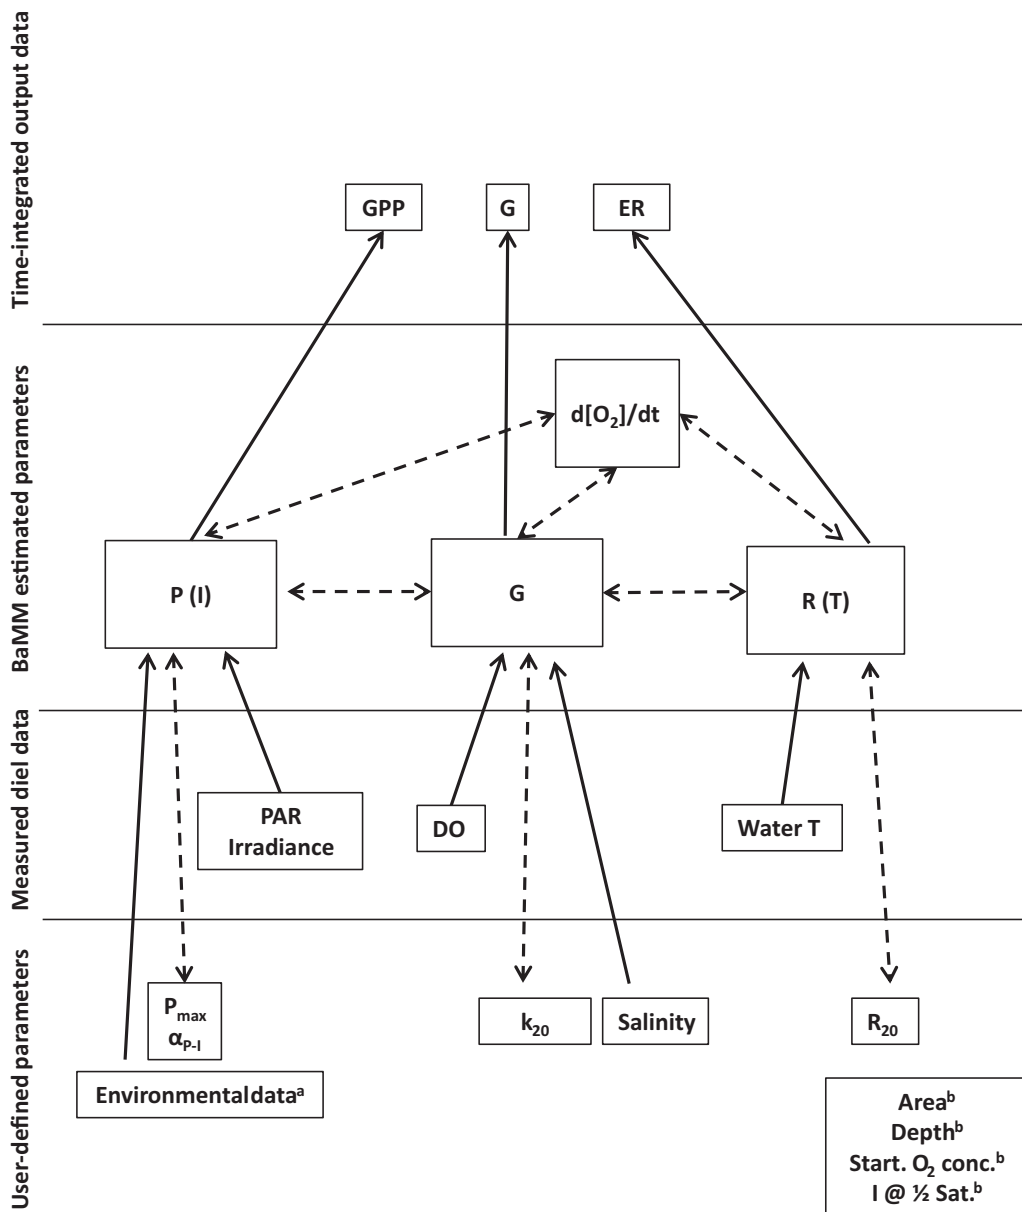 Time-integrated output data
GPP
G
ER
BaMM estimated parameters
d[O₂]/dt
P (I)
G
R (T)
Measured diel data
PAR
Irradiance
DO
Water T
User-defined parameters
Pmax
αP-I
k₂₀
Salinity
R₂₀
Environmentaldataᵃ
Areaᵇ
Depthᵇ
Start. O₂ conc.ᵇ
I @ ½ Sat.ᵇ